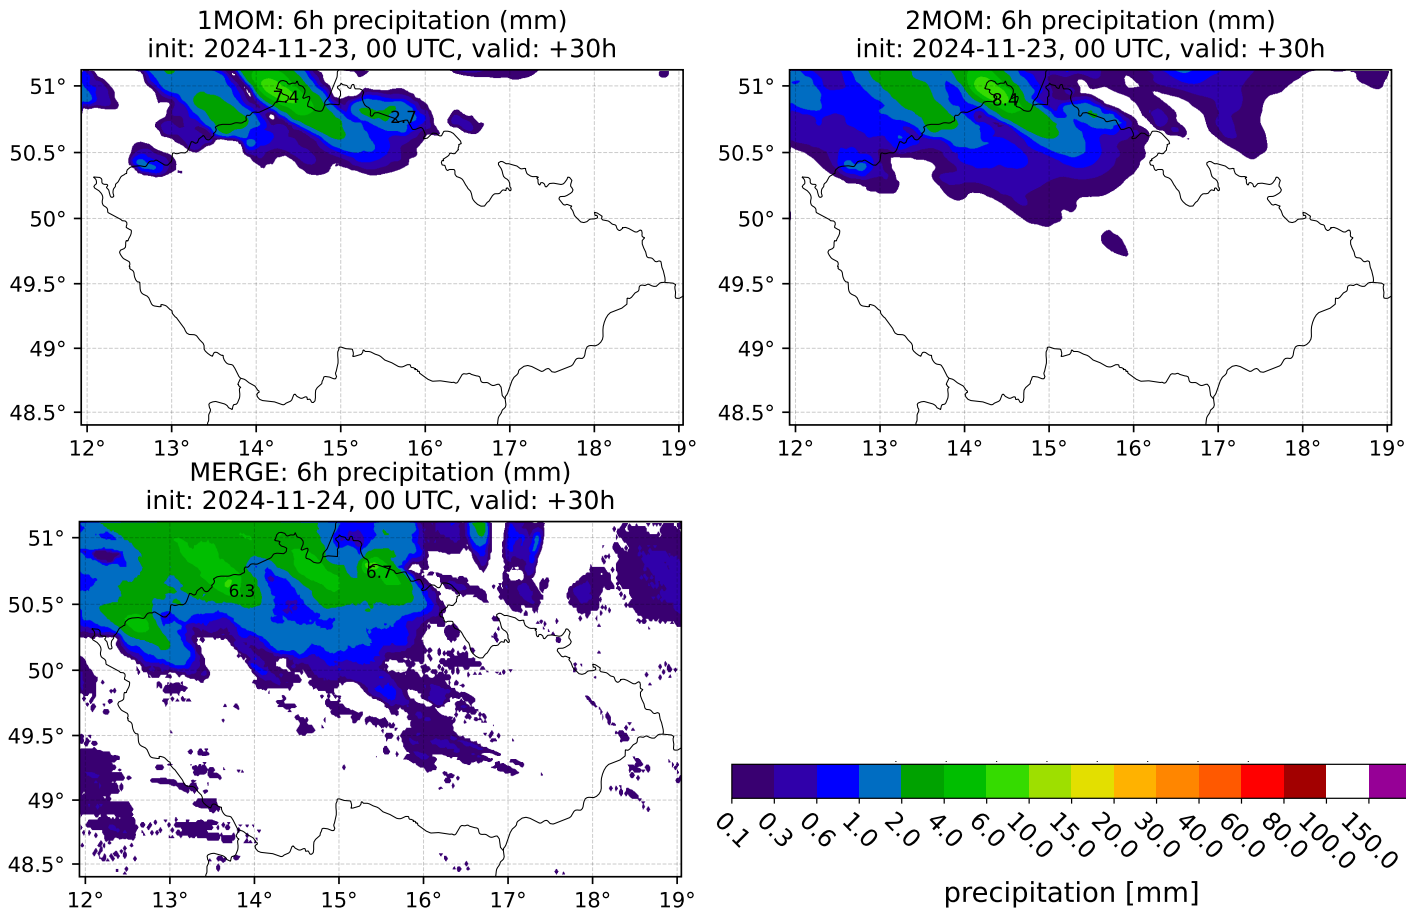 1MOM: 6h precipitation (mm)
init: 2024-11-23, 00 UTC, valid: +30h
51°
50.5°
50°
49.5°
49°
48.5°
12° 13° 14° 15° 16° 17° 18° 19°
7.4
2.7
2MOM: 6h precipitation (mm)
init: 2024-11-23, 00 UTC, valid: +30h
51°
50.5°
50°
49.5°
49°
48.5°
12° 13° 14° 15° 16° 17° 18° 19°
8.4
MERGE: 6h precipitation (mm)
init: 2024-11-24, 00 UTC, valid: +30h
51°
50.5°
50°
49.5°
49°
48.5°
12° 13° 14° 15° 16° 17° 18° 19°
6.3
6.7
0.1 0.3 0.6 1.0 2.0 4.0 6.0 10.0 15.0 20.0 30.0 40.0 60.0 80.0 100.0 150.0
precipitation [mm]